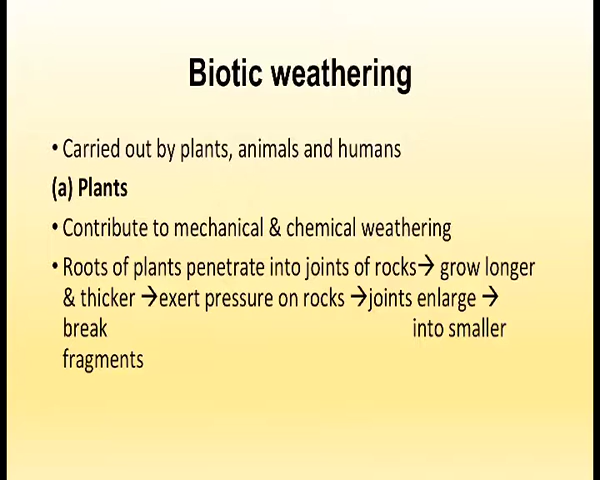 Biotic weathering
• Carried out by plants, animals and humans
(a) Plants
• Contribute to mechanical & chemical weathering
• Roots of plants penetrate into joints of rocks→ grow longer
& thicker →exert pressure on rocks →joints enlarge →
break into smaller
fragments